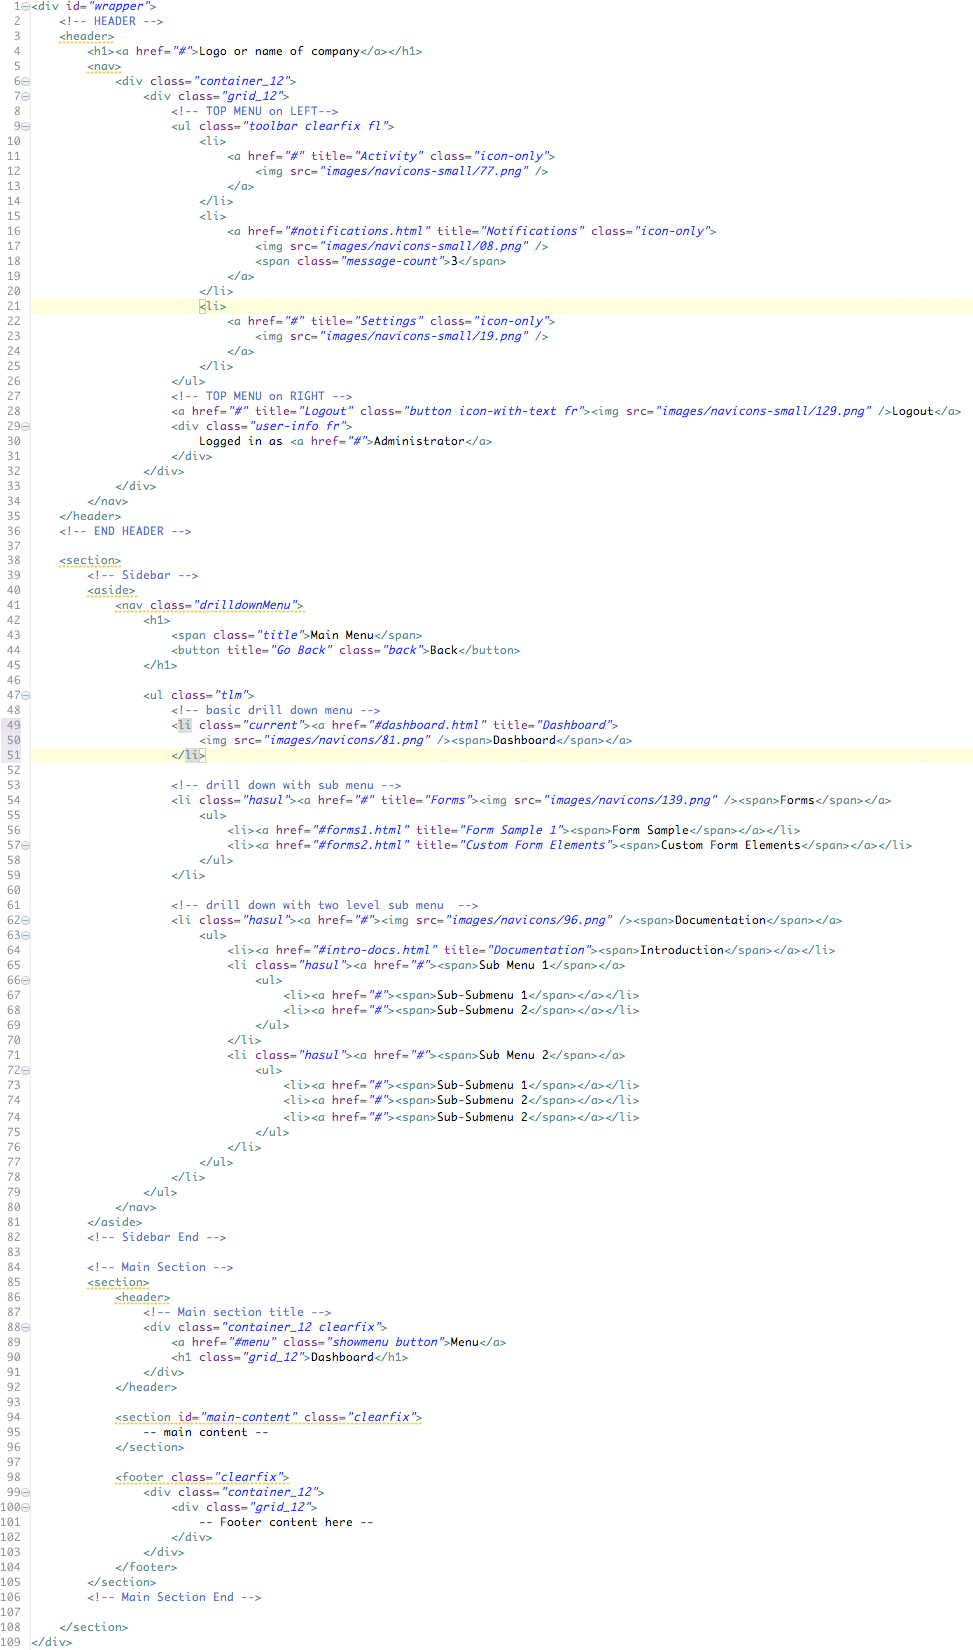 1 <div id="wrapper">
2 <!-- HEADER -->
3 <header>
4 <h1><a href="#">Logo or name of company</a></h1>
5 <nav>
6 <div class="container_12">
7 <div class="grid_12">
8 <!-- TOP MENU on LEFT-->
9 <ul class="toolbar clearfix fl">
10 <li>
11 <a href="#" title="Activity" class="icon-only">
12 <img src="images/navicons-small/77.png" />
13 </a>
14 </li>
15 <li>
16 <a href="#notifications.html" title="Notifications" class="icon-only">
17 <img src="images/navicons-small/08.png" />
18 <span class="message-count">3</span>
19 </a>
20 </li>
21 <li>
22 <a href="#" title="Settings" class="icon-only">
23 <img src="images/navicons-small/19.png" />
24 </a>
25 </li>
26 </ul>
27 <!-- TOP MENU on RIGHT -->
28 <a href="#" title="Logout" class="button icon-with-text fr"><img src="images/navicons-small/129.png" />Logout</a>
29 <div class="user-info fr">
30 Logged in as <a href="#">Administrator</a>
31 </div>
32 </div>
33 </div>
34 </nav>
35 </header>
36 <!-- END HEADER -->
37
38 <section>
39 <!-- Sidebar -->
40 <aside>
41 <nav class="drilldownMenu">
42 <h1>
43 <span class="title">Main Menu</span>
44 <button title="Go Back" class="back">Back</button>
45 </h1>
46
47 <ul class="tlm">
48 <!-- basic drill down menu -->
49 <li class="current"><a href="#dashboard.html" title="Dashboard">
50 <img src="images/navicons/81.png" /><span>Dashboard</span></a>
51 </li>
52
53 <!-- drill down with sub menu -->
54 <li class="hasul"><a href="#" title="Forms"><img src="images/navicons/139.png" /><span>Forms</span></a>
55 <ul>
56 <li><a href="#forms1.html" title="Form Sample 1"><span>Form Sample</span></a></li>
57 <li><a href="#forms2.html" title="Custom Form Elements"><span>Custom Form Elements</span></a></li>
58 </ul>
59 </li>
60
61 <!-- drill down with two level sub menu  -->
62 <li class="hasul"><a href="#"><img src="images/navicons/96.png" /><span>Documentation</span></a>
63 <ul>
64 <li><a href="#intro-docs.html" title="Documentation"><span>Introduction</span></a></li>
65 <li class="hasul"><a href="#"><span>Sub Menu 1</span></a>
66 <ul>
67 <li><a href="#"><span>Sub-Submenu 1</span></a></li>
68 <li><a href="#"><span>Sub-Submenu 2</span></a></li>
69 </ul>
70 </li>
71 <li class="hasul"><a href="#"><span>Sub Menu 2</span></a>
72 <ul>
73 <li><a href="#"><span>Sub-Submenu 1</span></a></li>
74 <li><a href="#"><span>Sub-Submenu 2</span></a></li>
74 <li><a href="#"><span>Sub-Submenu 2</span></a></li>
75 </ul>
76 </li>
77 </ul>
78 </li>
79 </ul>
80 </nav>
81 </aside>
82 <!-- Sidebar End -->
83
84 <!-- Main Section -->
85 <section>
86 <header>
87 <!-- Main section title -->
88 <div class="container_12 clearfix">
89 <a href="#menu" class="showmenu button">Menu</a>
90 <h1 class="grid_12">Dashboard</h1>
91 </div>
92 </header>
93
94 <section id="main-content" class="clearfix">
95 -- main content --
96 </section>
97
98 <footer class="clearfix">
99 <div class="container_12">
100 <div class="grid_12">
101 -- Footer content here --
102 </div>
103 </div>
104 </footer>
105 </section>
106 <!-- Main Section End -->
107
108 </section>
109 </div>